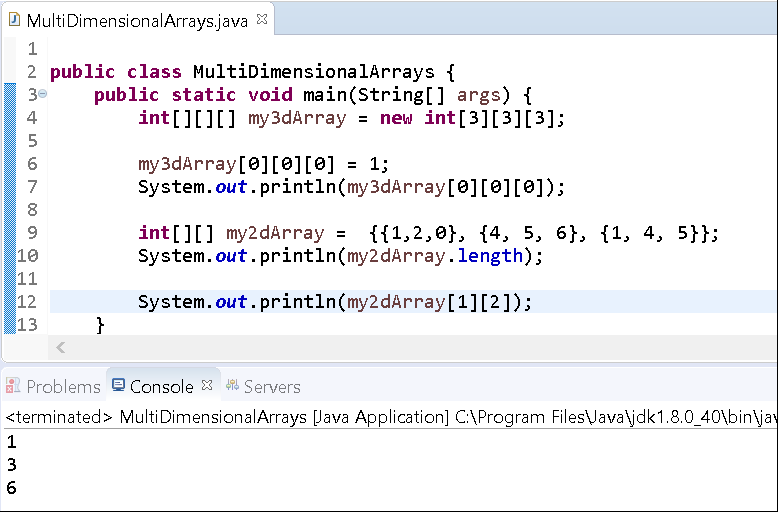 MultiDimensionalArrays.java
1
2 public class MultiDimensionalArrays {
3 public static void main(String[] args) {
4 int[][][] my3dArray = new int[3][3][3];
5
6 my3dArray[0][0][0] = 1;
7 System.out.println(my3dArray[0][0][0]);
8
9 int[][] my2dArray =  {{1,2,0}, {4, 5, 6}, {1, 4, 5}};
10 System.out.println(my2dArray.length);
11
12 System.out.println(my2dArray[1][2]);
13 }
Problems Console Servers
<terminated> MultiDimensionalArrays [Java Application] C:\Program Files\Java\jdk1.8.0_40\bin\jav
1
3
6